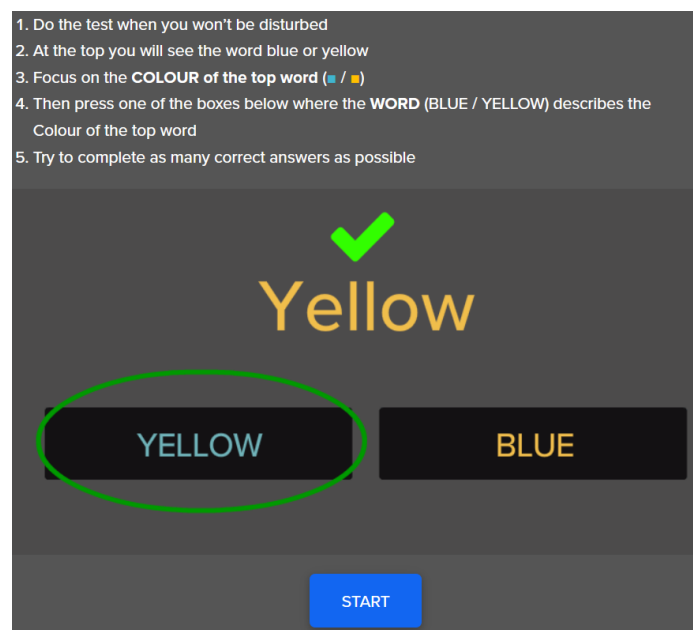 1. Do the test when you won't be disturbed
2. At the top you will see the word blue or yellow
3. Focus on the COLOUR of the top word (■ / ■)
4. Then press one of the boxes below where the WORD (BLUE / YELLOW) describes the
Colour of the top word
5. Try to complete as many correct answers as possible
Yellow
YELLOW
BLUE
START